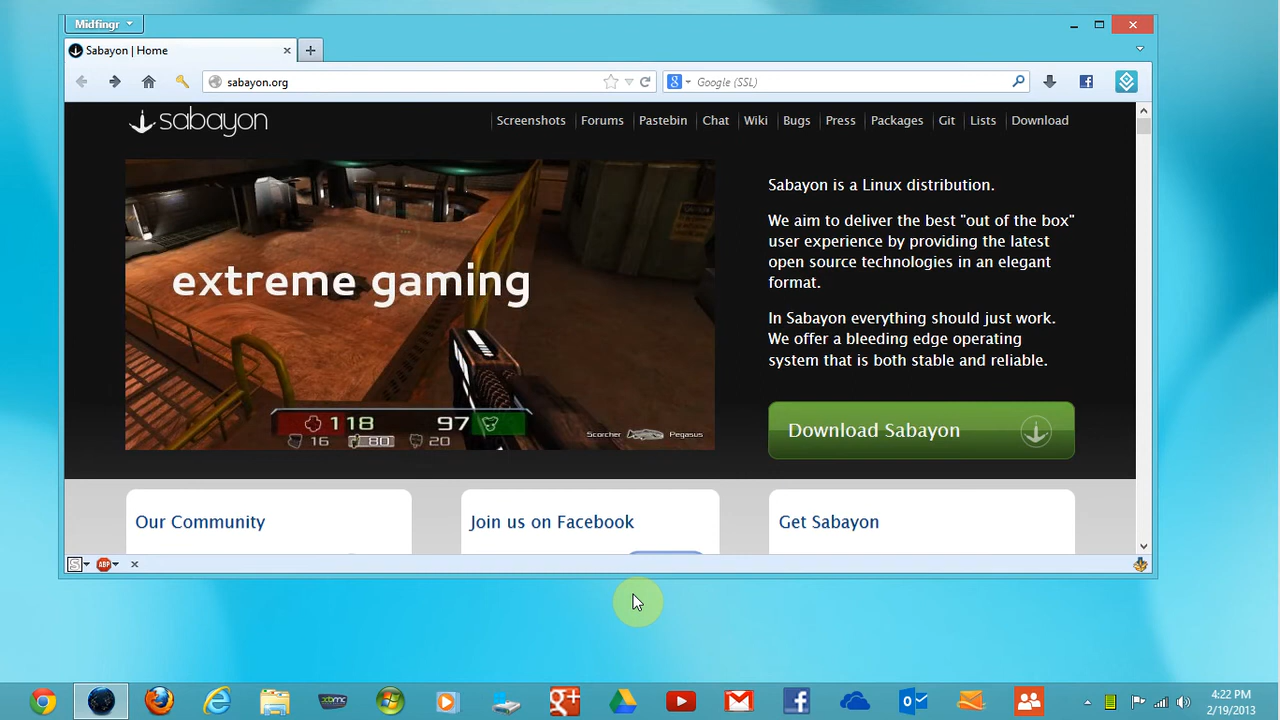 Midfingr
Sabayon | Home
sabayon.org
Google (SSL)
sabayon
Screenshots Forums Pastebin Chat Wiki Bugs Press Packages Git Lists Download
extreme gaming
118 97
16 80 20
Scorcher Pegasus
Sabayon is a Linux distribution.
We aim to deliver the best "out of the box"
user experience by providing the latest
open source technologies in an elegant
format.
In Sabayon everything should just work.
We offer a bleeding edge operating
system that is both stable and reliable.
Download Sabayon
Our Community
Join us on Facebook
Get Sabayon
ABP
xbmc
4:22 PM
2/19/2013